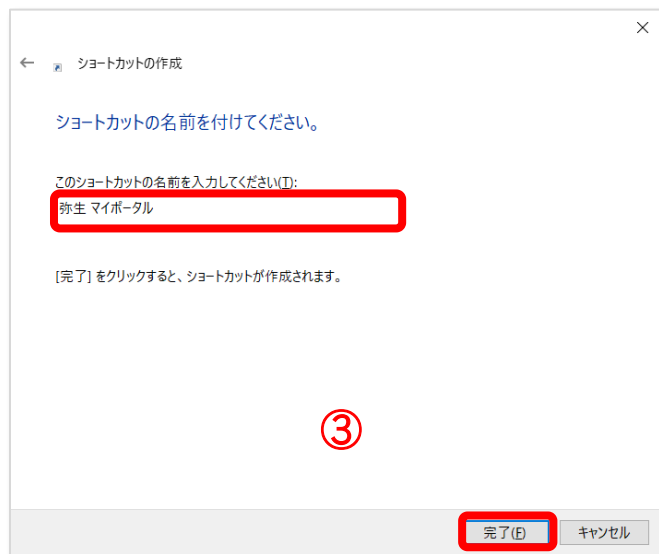 ショートカットの作成
ショートカットの名前を付けてください。
このショートカットの名前を入力してください(T):
弥生 マイポータル
[完了] をクリックすると、ショートカットが作成されます。
③
完了(F) キャンセル